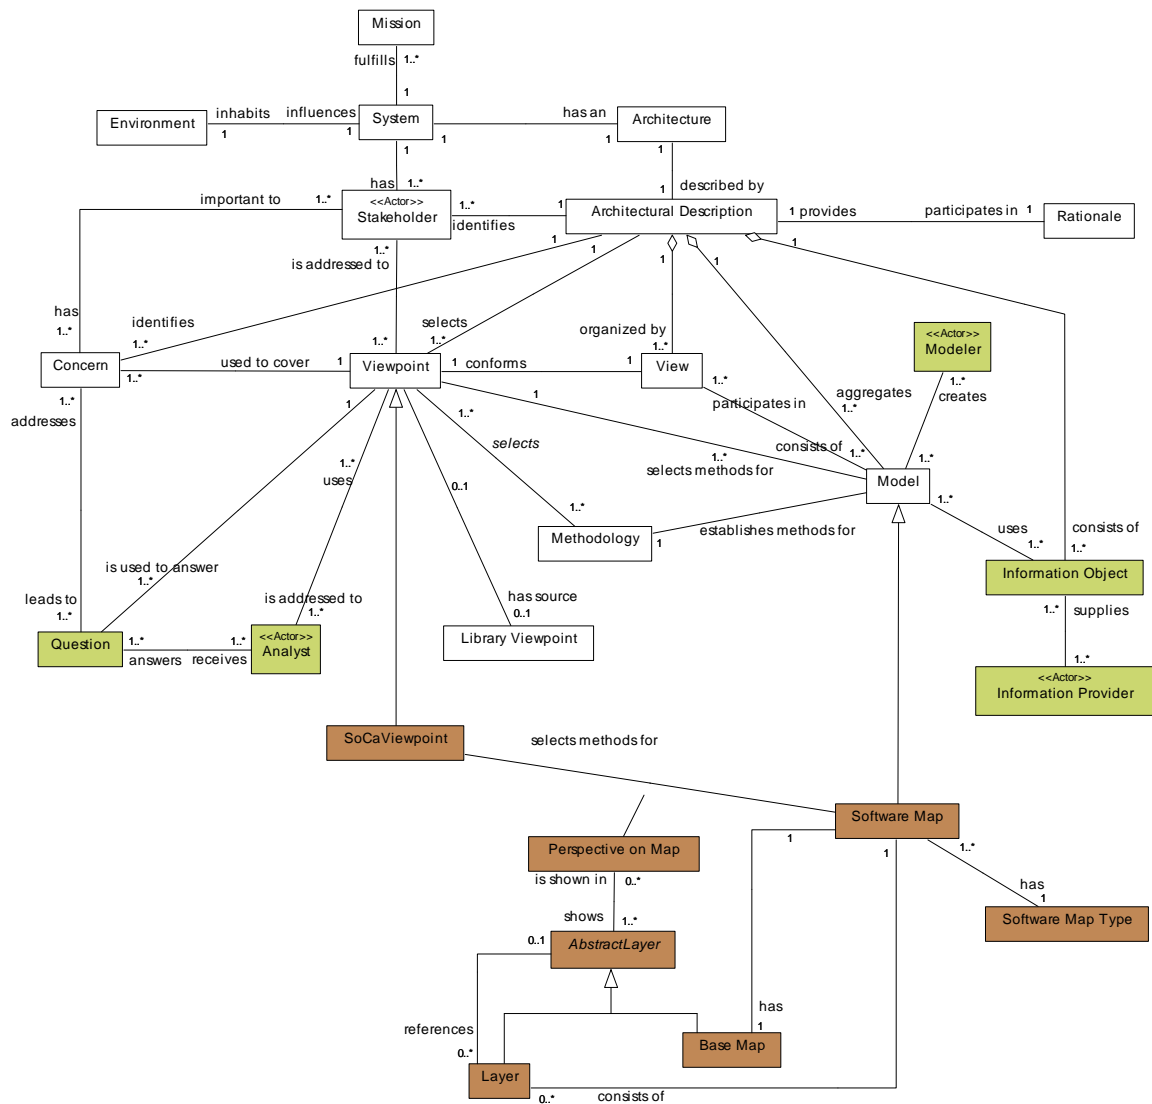 Mission
fulfills
1..*
1
inhabits
influences
has an
Environment
System
Architecture
1
1
1
1
1
1
has
1..*
1
described by
important to
1..*
<<Actor>>
Stakeholder
1..*
identifies
1
Architectural Description
1 provides
participates in
1
Rationale
1..*
is addressed to
1
1
1
1
1
has
1..*
identifies
1..*
selects
1..*
organized by
1..*
<<Actor>>
Modeler
1..*
creates
Concern
1..*
used to cover
1
Viewpoint
1..*
1
conforms
1
View
1..*
participates in
aggregates
1..*
1..*
addresses
1
1..*
selects
1
consists of
1..*
1..*
selects methods for
1..*
uses
0..1
Model
1..*
1..*
Methodology
1
establishes methods for
uses
1..*
consists of
1..*
is used to answer
1..*
Information Object
leads to
1..*
is addressed to
1..*
has source
0..1
1..*
supplies
Question
1..*
answers
receives
1..*
<<Actor>>
Analyst
Library Viewpoint
1..*
<<Actor>>
Information Provider
SoCaViewpoint
selects methods for
Software Map
Perspective on Map
1
1
1..*
is shown in
0..*
has
1
shows
1..*
Software Map Type
0..1
AbstractLayer
references
0..*
has
1
Base Map
Layer
0..*
consists of